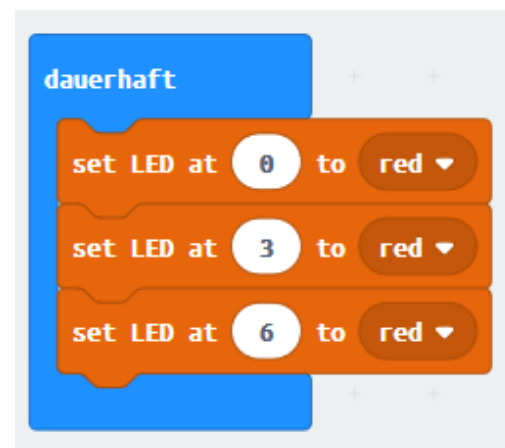 dauerhaft
set LED at 0 to red
set LED at 3 to red
set LED at 6 to red